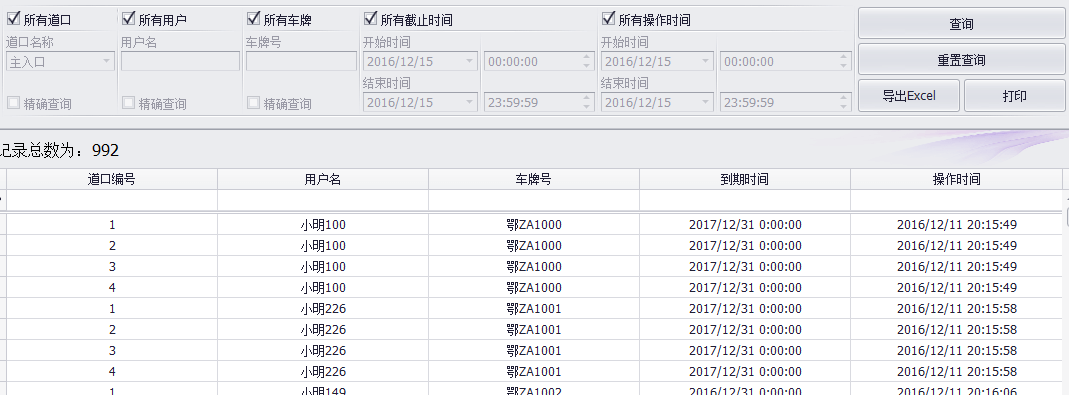 所有道口 所有用户 所有车牌 所有截止时间 所有操作时间 查询
道口名称 用户名 车牌号 开始时间 开始时间
主入口 2016/12/15 00:00:00 2016/12/15 00:00:00 重置查询
结束时间 结束时间
精确查询 精确查询 精确查询 2016/12/15 23:59:59 2016/12/15 23:59:59 导出Excel 打印
记录总数为：992
道口编号 用户名 车牌号 到期时间 操作时间
1 小明100 鄂ZA1000 2017/12/31 0:00:00 2016/12/11 20:15:49
2 小明100 鄂ZA1000 2017/12/31 0:00:00 2016/12/11 20:15:49
3 小明100 鄂ZA1000 2017/12/31 0:00:00 2016/12/11 20:15:49
4 小明100 鄂ZA1000 2017/12/31 0:00:00 2016/12/11 20:15:49
1 小明226 鄂ZA1001 2017/12/31 0:00:00 2016/12/11 20:15:58
2 小明226 鄂ZA1001 2017/12/31 0:00:00 2016/12/11 20:15:58
3 小明226 鄂ZA1001 2017/12/31 0:00:00 2016/12/11 20:15:58
4 小明226 鄂ZA1001 2017/12/31 0:00:00 2016/12/11 20:15:58
1 小明149 鄂ZA1002 2016/12/31 0:00:00 2016/12/11 20:16:06